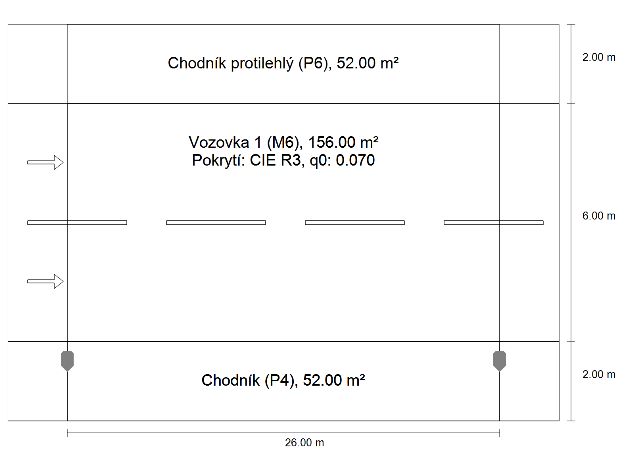 Chodník protilehlý (P6), 52.00 m²
2.00 m
Vozovka 1 (M6), 156.00 m²
Pokrytí: CIE R3, q0: 0.070
6.00 m
Chodník (P4), 52.00 m²
2.00 m
26.00 m